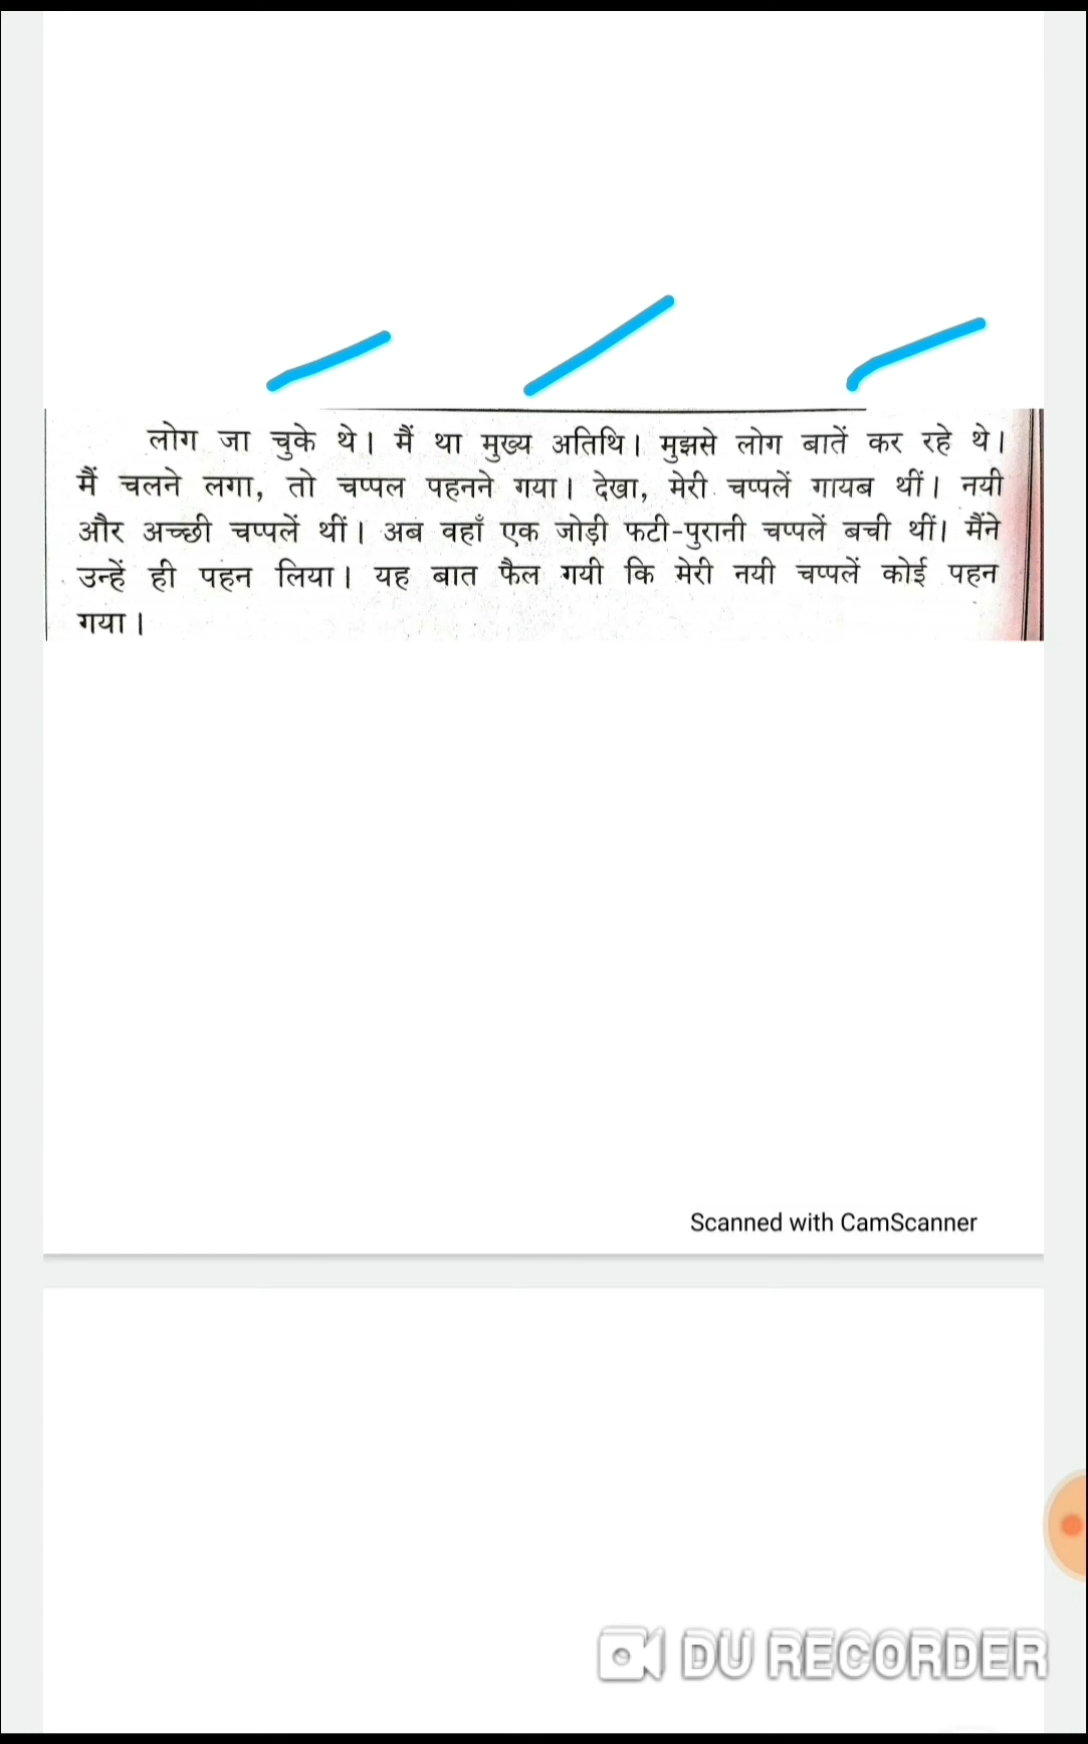 लोग जा चुके थे। मैं था मुख्य अतिथि। मुझसे लोग बातें कर रहे थे।
मैं चलने लगा, तो चप्पल पहनने गया। देखा, मेरी चप्पलें गायब थीं। नयी
और अच्छी चप्पलें थीं। अब वहाँ एक जोड़ी फटी-पुरानी चप्पलें बची थीं। मैंने
उन्हें ही पहन लिया। यह बात फैल गयी कि मेरी नयी चप्पलें कोई पहन
गया।
Scanned with CamScanner
DU RECORDER